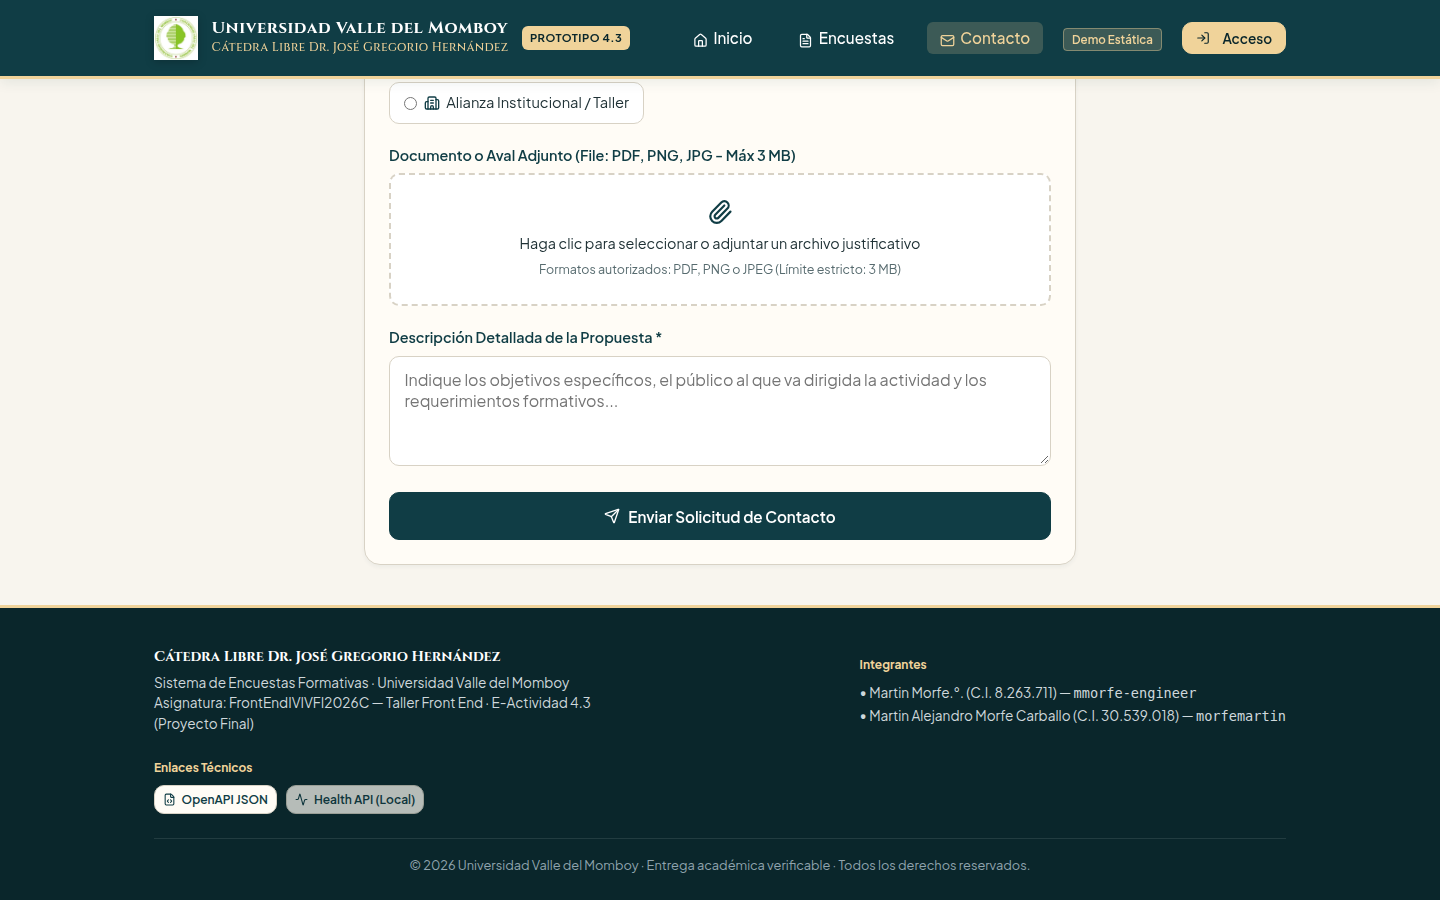 Universidad Valle del Momboy
Cátedra Libre Dr. José Gregorio Hernández
PROTOTIPO 4.3
Inicio
Encuestas
Contacto
Demo Estática
Acceso
Alianza Institucional / Taller
Documento o Aval Adjunto (File: PDF, PNG, JPG - Máx 3 MB)
Haga clic para seleccionar o adjuntar un archivo justificativo
Formatos autorizados: PDF, PNG o JPEG (Límite estricto: 3 MB)
Descripción Detallada de la Propuesta *
Indique los objetivos específicos, el público al que va dirigida la actividad y los
requerimientos formativos...
Enviar Solicitud de Contacto
Cátedra Libre Dr. José Gregorio Hernández
Sistema de Encuestas Formativas · Universidad Valle del Momboy
Asignatura: FrontEndIVIVFI2026C — Taller Front End · E-Actividad 4.3
(Proyecto Final)
Enlaces Técnicos
OpenAPI JSON
Health API (Local)
Integrantes
• Martin Morfe.°. (C.I. 8.263.711) — mmorfe-engineer
• Martin Alejandro Morfe Carballo (C.I. 30.539.018) — morfemartin
© 2026 Universidad Valle del Momboy · Entrega académica verificable · Todos los derechos reservados.